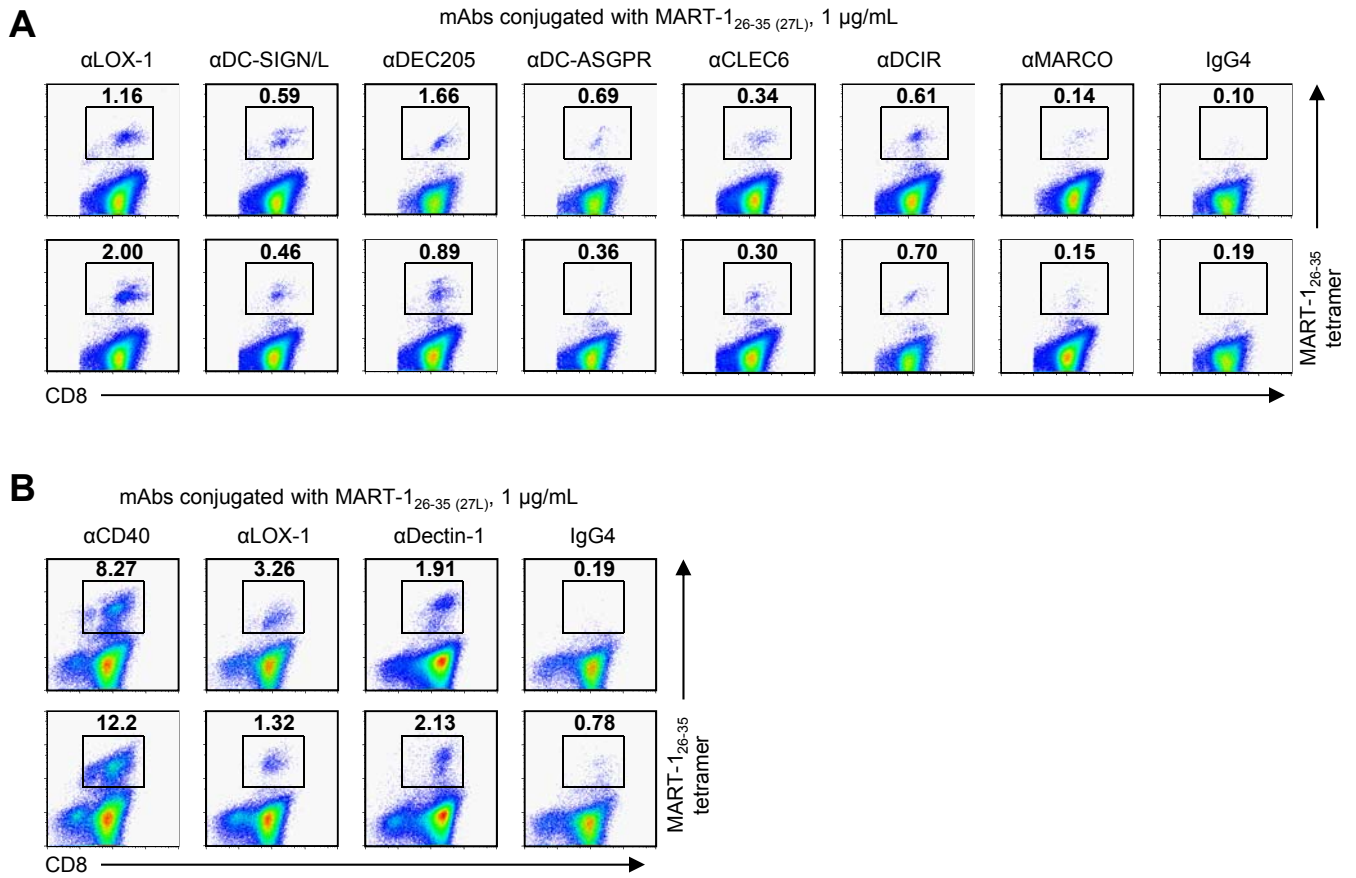 A
mAbs conjugated with MART-126-35 (27L), 1 µg/mL
αLOX-1 αDC-SIGN/L αDEC205 αDC-ASGPR αCLEC6 αDCIR αMARCO IgG4
1.16 0.59 1.66 0.69 0.34 0.61 0.14 0.10
2.00 0.46 0.89 0.36 0.30 0.70 0.15 0.19
MART-126-35
tetramer
CD8
B
mAbs conjugated with MART-126-35 (27L), 1 µg/mL
αCD40 αLOX-1 αDectin-1 IgG4
8.27 3.26 1.91 0.19
12.2 1.32 2.13 0.78
MART-126-35
tetramer
CD8